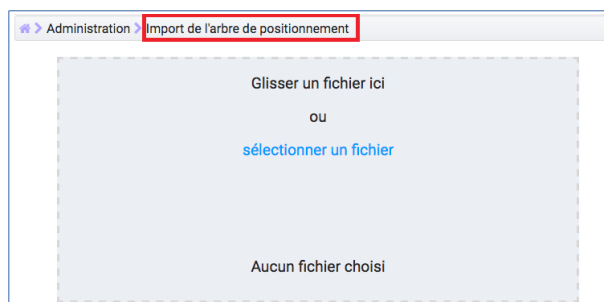 Administration Import de l'arbre de positionnement
Glisser un fichier ici
ou
sélectionner un fichier
Aucun fichier choisi